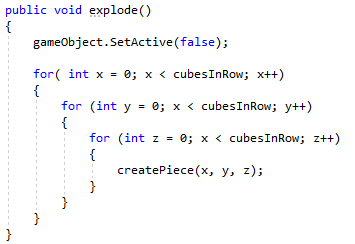 public void explode()
{
gameObject.SetActive(false);
for( int x = 0; x < cubesInRow; x++)
{
for (int y = 0; x < cubesInRow; y++)
{
for (int z = 0; x < cubesInRow; z++)
{
createPiece(x, y, z);
}
}
}
}